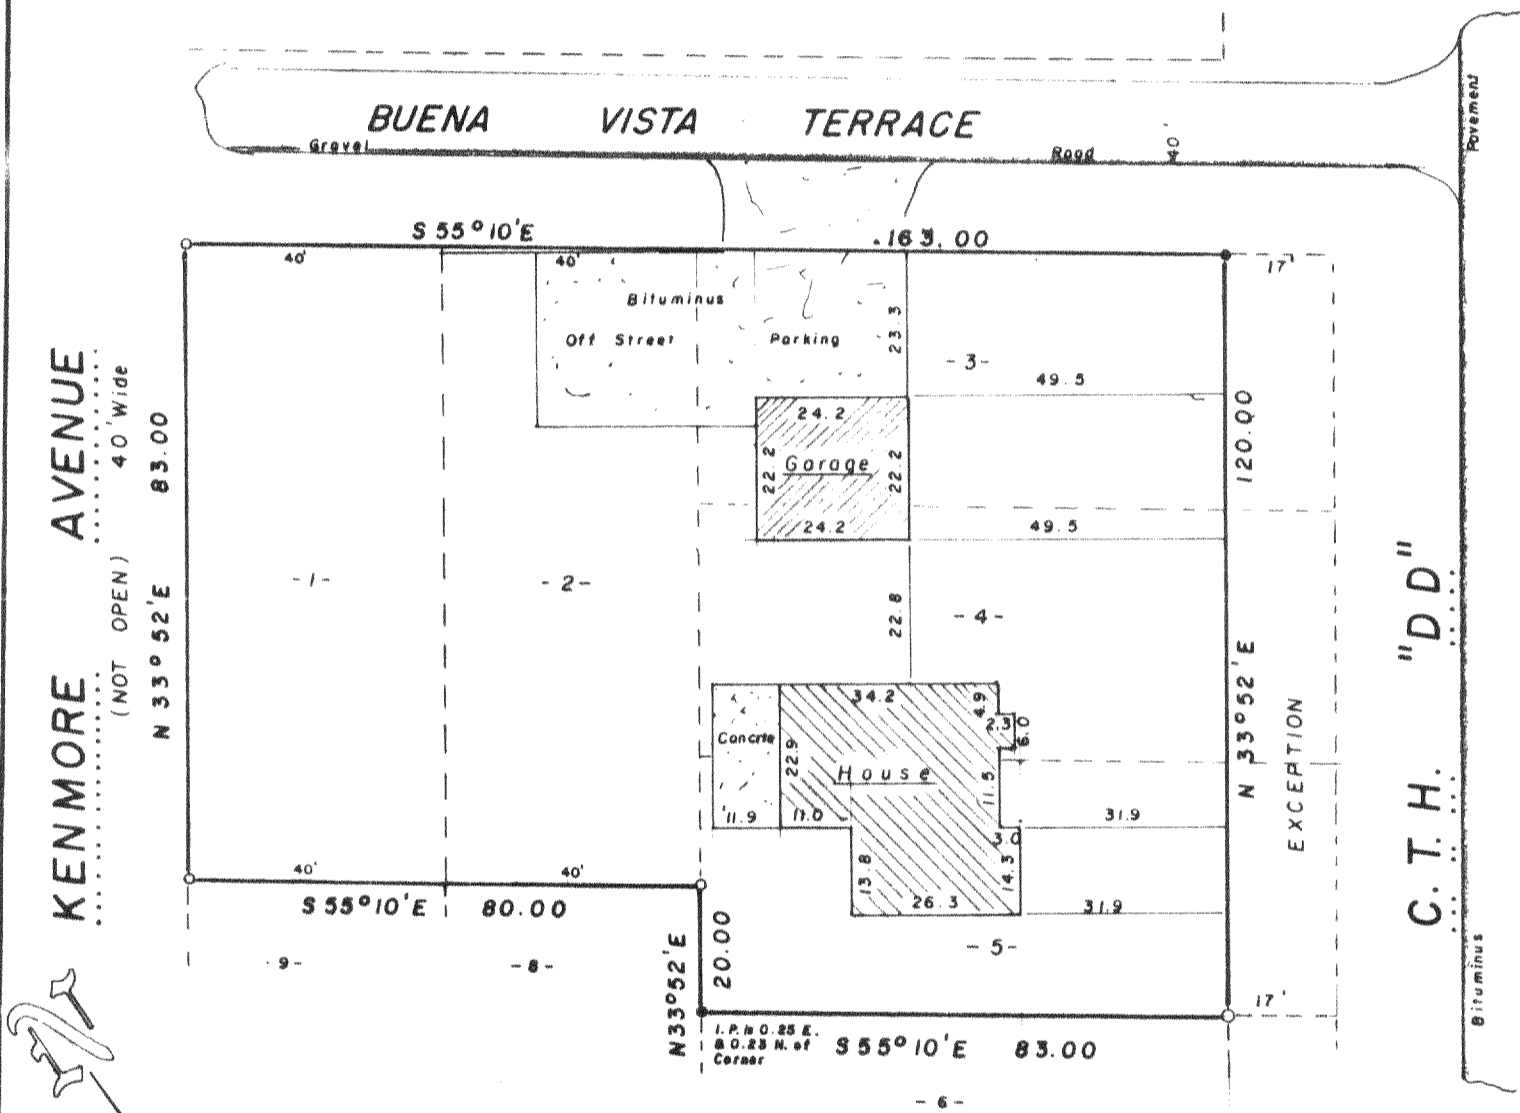 BUENA VISTA TERRACE
Gravel Road
40'
Pavement
S 55° 10' E 163.00
40' 40' 17'
Bituminus
Off Street Parking
23.3
-3-
49.5
24.2
Garage
22.2 22.2
24.2
49.5
120.00
KENMORE AVENUE
(NOT OPEN) 40' Wide
N 33° 52' E 83.00
-1-
-2-
22.8
-4-
34.2
4.9
2.3
6.0
Concrte
22.9
House
11.5
11.9
11.0
3.0
31.9
13.8
14.3
26.3
31.9
N 33° 52' E
EXCEPTION
C. T. H. "DD"
40' 40'
S 55° 10' E 80.00
-9-
-8-
N 33° 52' E 20.00
-5-
17'
Bituminus
I. P. is 0.25 E.
& 0.23 N. of
Corner
S 55° 10' E 83.00
-6-